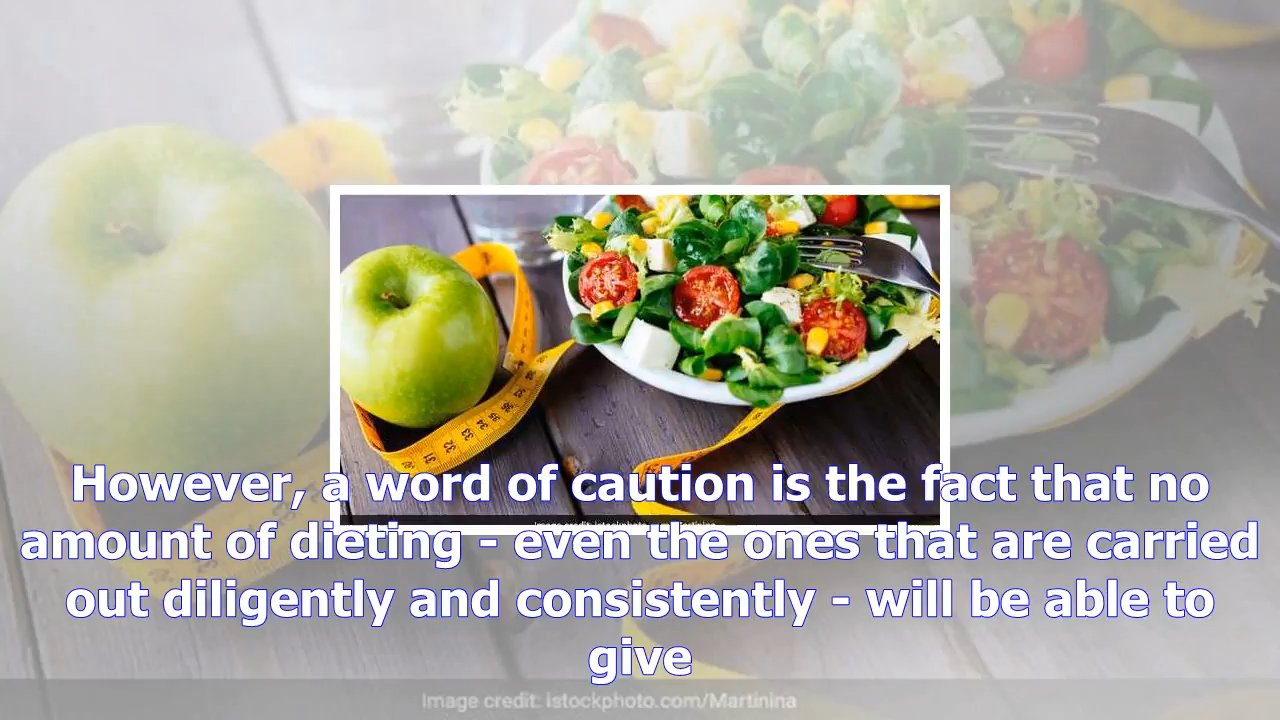 However, a word of caution is the fact that no
amount of dieting - even the ones that are carried
out diligently and consistently - will be able to
give
Image credit: istockphoto.com/Martinina